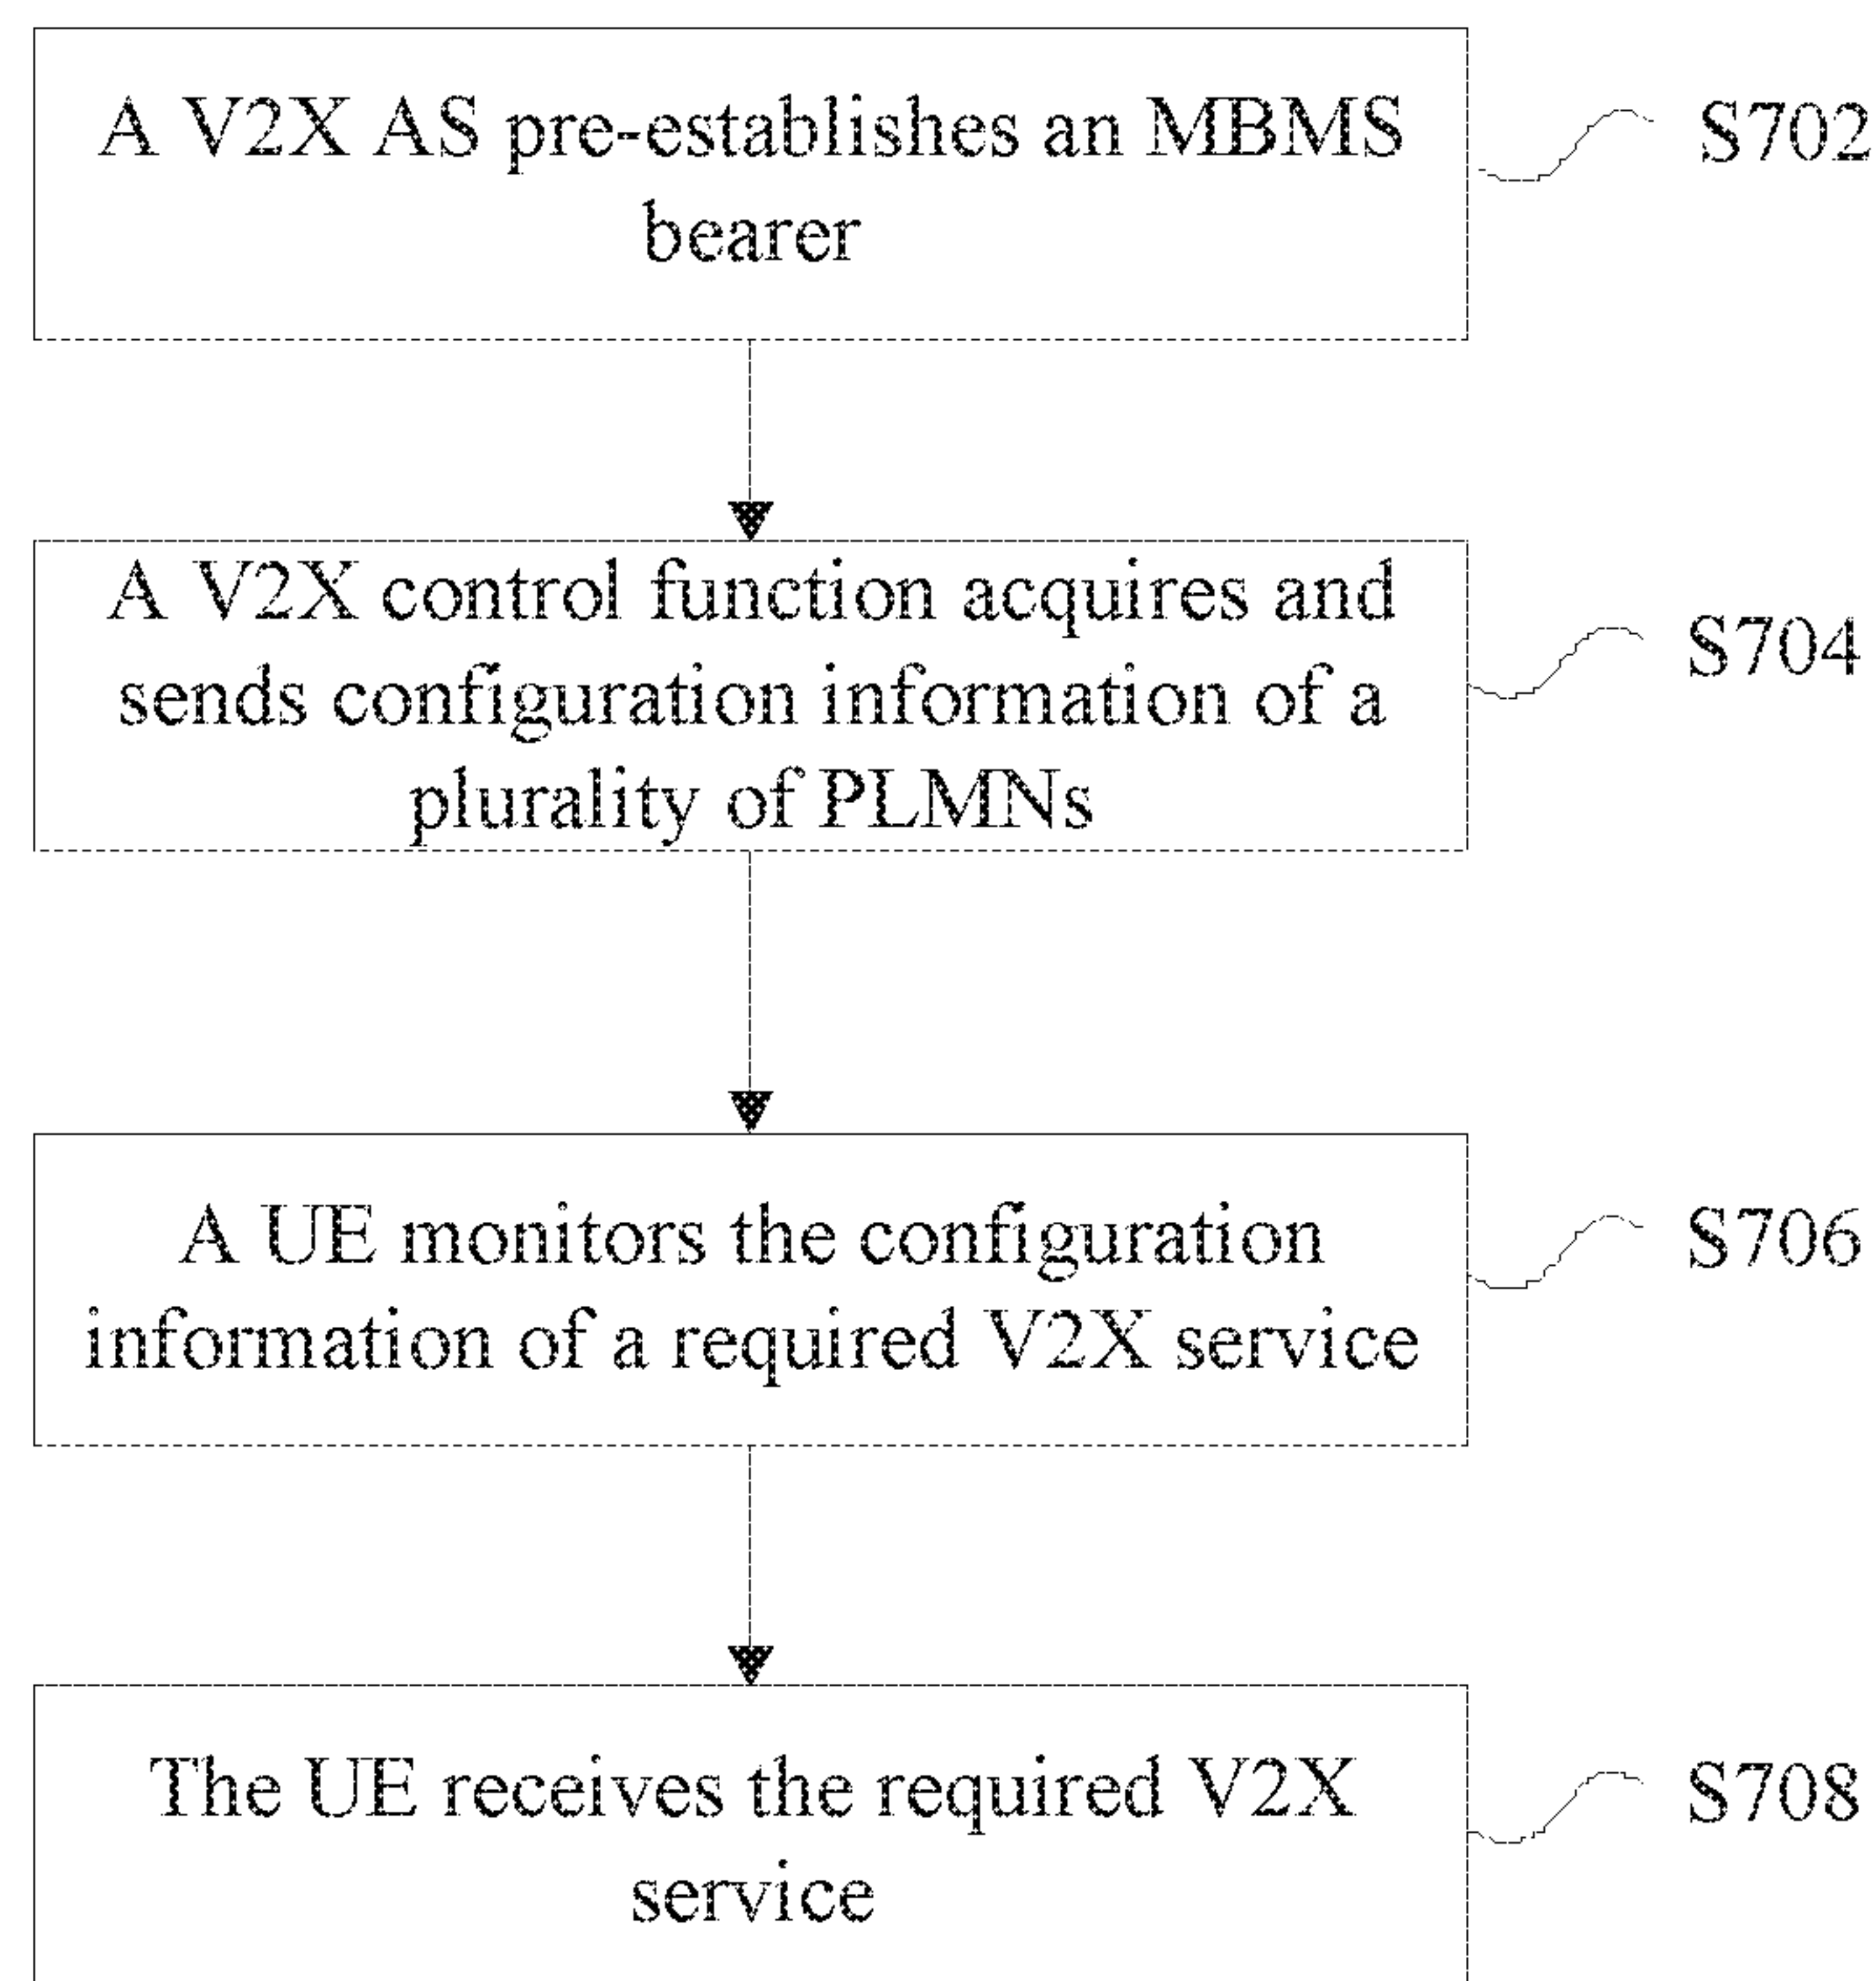 A V2X AS pre-establishes an MBMS
bearer
S702
A V2X control function acquires and
sends configuration information of a
plurality of PLMNs
S704
A UE monitors the configuration
information of a required V2X service
S706
The UE receives the required V2X
service
S708